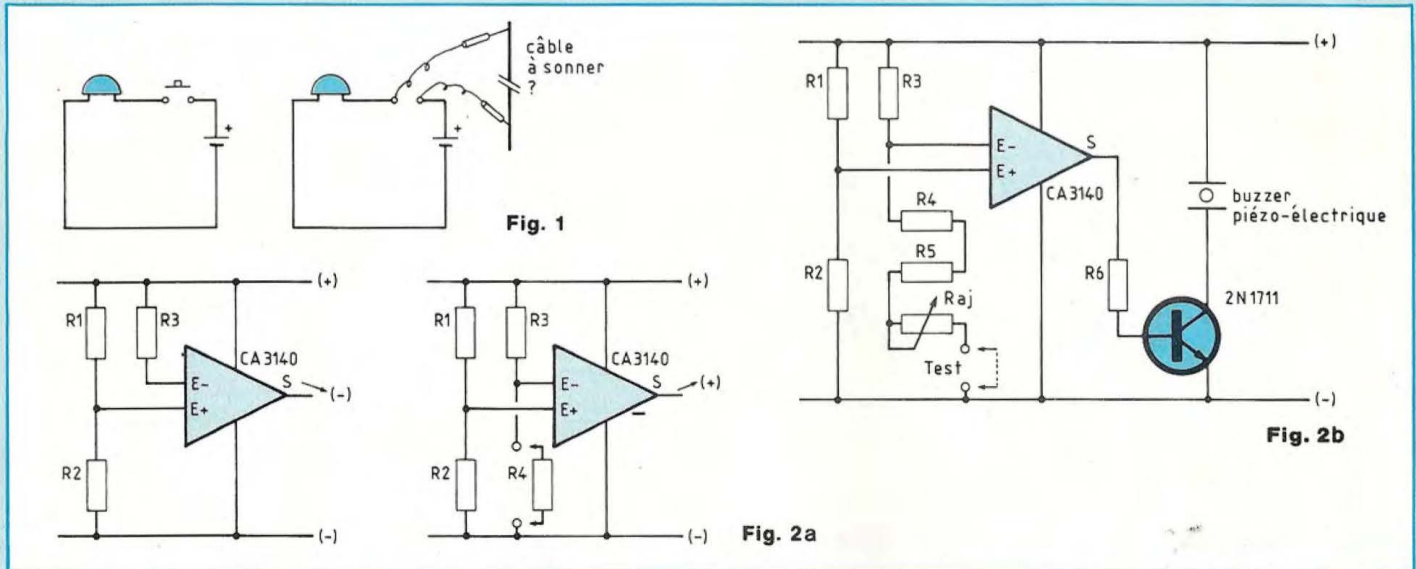 câble
à sonner
?
+
+
Fig. 1
(+)
R1
R3
CA3140
E-
S
(-)
E+
R2
(-)
(+)
R1
R3
CA3140
E-
S
(+)
E+
R2
R4
(-)
Fig. 2a
(+)
R1
R3
E-
S
E+
CA3140
buzzer
piézo-électrique
R4
R2
R5
R6
Raj
2N1711
Test
(-)
Fig. 2b